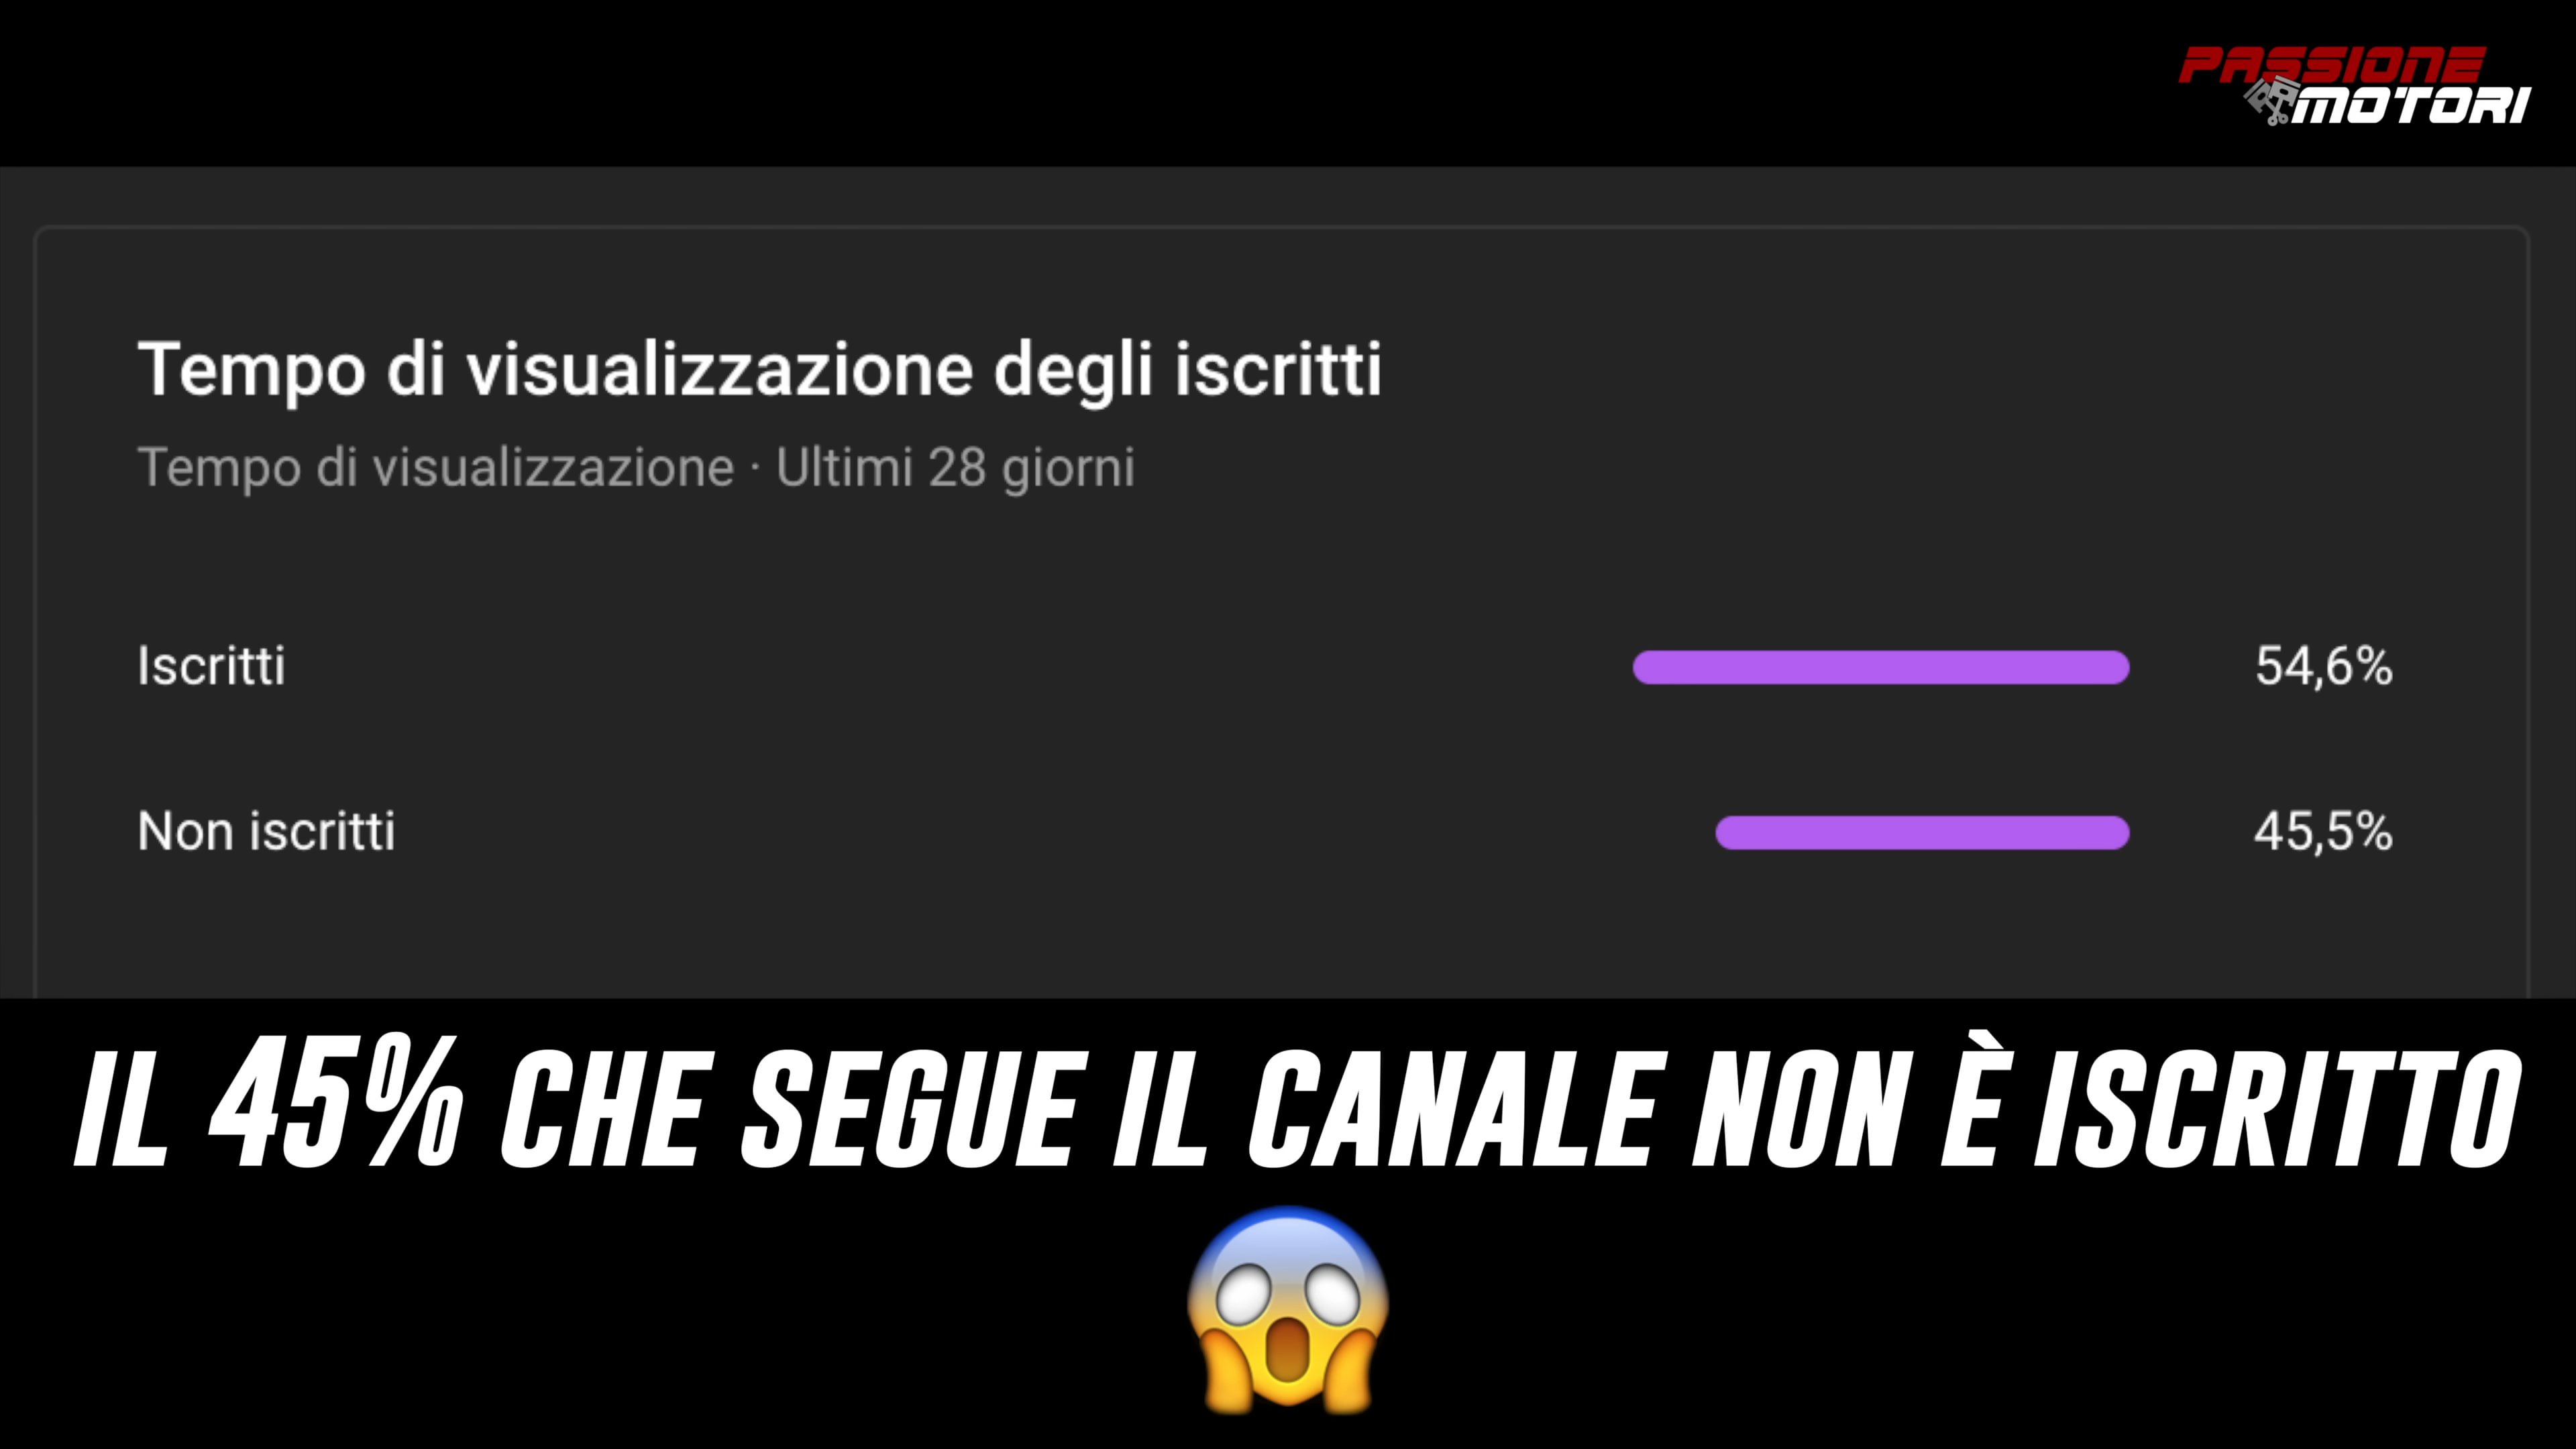 PASSIONE
MOTORI
Tempo di visualizzazione degli iscritti
Tempo di visualizzazione · Ultimi 28 giorni
Iscritti 54,6%
Non iscritti 45,5%
IL 45% CHE SEGUE IL CANALE NON È ISCRITTO